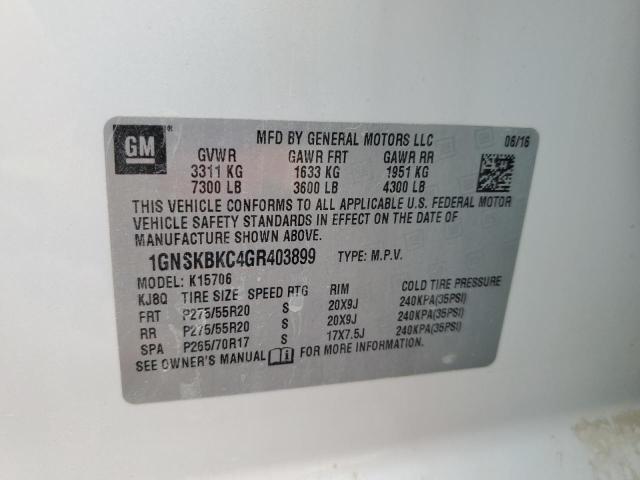 GM ® MFD BY GENERAL MOTORS LLC 06/16
GVWR GAWR FRT GAWR RR
3311 KG 1633 KG 1951 KG
7300 LB 3600 LB 4300 LB
THIS VEHICLE CONFORMS TO ALL APPLICABLE U.S. FEDERAL MOTOR
VEHICLE SAFETY STANDARDS IN EFFECT ON THE DATE OF
MANUFACTURE SHOWN ABOVE.
1GNSKBKC4GR403899 TYPE: M.P.V.
MODEL: K15706
KJ8Q TIRE SIZE SPEED RTG RIM COLD TIRE PRESSURE
FRT P275/55R20 S 20X9J 240KPA(35PSI)
RR P275/55R20 S 20X9J 240KPA(35PSI)
SPA P265/70R17 S 17X7.5J 240KPA(35PSI)
SEE OWNER'S MANUAL i FOR MORE INFORMATION.